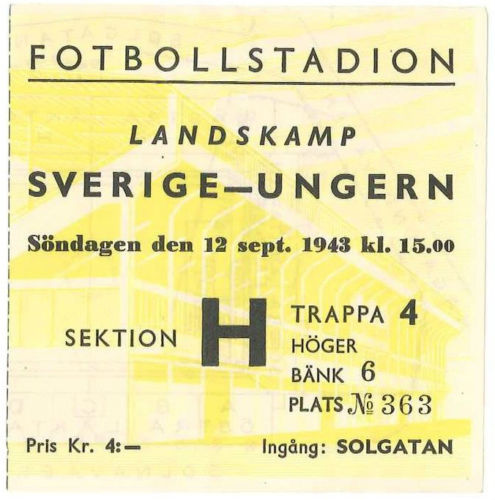 FOTBOLLSTADION
LANDSKAMP
SVERIGE—UNGERN
Söndagen den 12 sept. 1943 kl. 15.00
SEKTION H
TRAPPA 4
HÖGER
BÄNK 6
PLATS № 363
Pris Kr. 4:—
Ingång: SOLGATAN